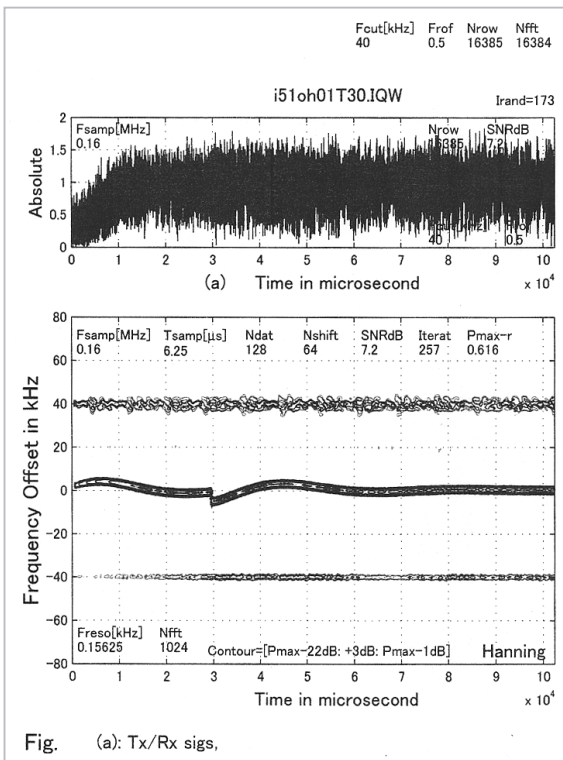 Fcut[kHz] Frof Nrow Nfft
40 0.5 16385 16384
i51oh01T30.IQW
Irand=173
2
1.5
1
0.5
0
Absolute
Fsamp[MHz]
0.16
Nrow SNRdB
16385 7.2
40 0.5
0 1 2 3 4 5 6 7 8 9 10
(a) Time in microsecond x 10⁴
80
60
40
20
0
-20
-40
-60
-80
Frequency Offset in kHz
Fsamp[MHz] Tsamp[μs] Ndat Nshift SNRdB Iterat Pmax-r
0.16 6.25 128 64 7.2 257 0.616
Freso[kHz] Nfft
0.15625 1024
Contour=[Pmax-22dB: +3dB: Pmax-1dB] Hanning
0 1 2 3 4 5 6 7 8 9 10
Time in microsecond x 10⁴
Fig. (a): Tx/Rx sigs,